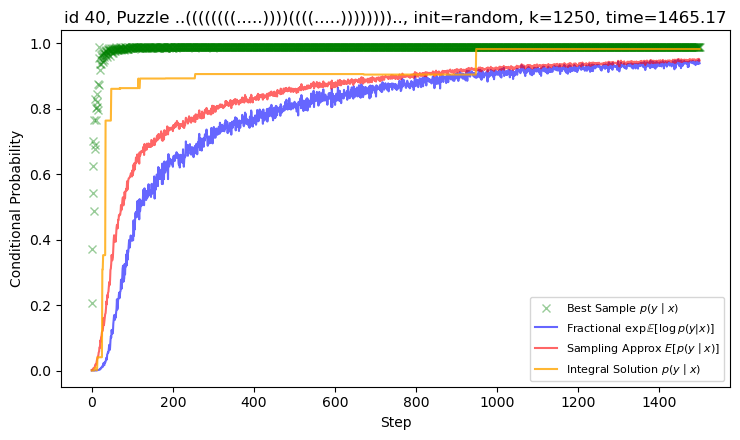 id 40, Puzzle ..((((((((.....))))((((.....)))))))).., init=random, k=1250, time=1465.17
1.0
0.8
0.6
0.4
0.2
0.0
Conditional Probability
0
200
400
600
800
1000
1200
1400
Step
Best Sample p(y | x)
Fractional exp 𝔼[log p(y|x)]
Sampling Approx E[p(y | x)]
Integral Solution p(y | x)